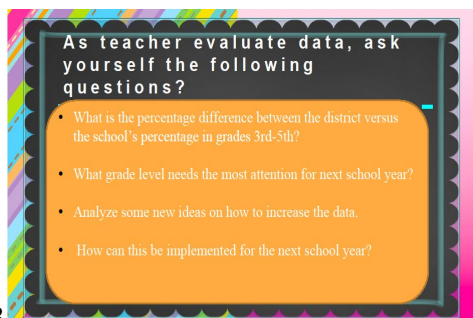 As teacher evaluate data, ask
yourself the following
questions?
• What is the percentage difference between the district versus
the school's percentage in grades 3rd-5th?
• What grade level needs the most attention for next school year?
• Analyze some new ideas on how to increase the data.
• How can this be implemented for the next school year?